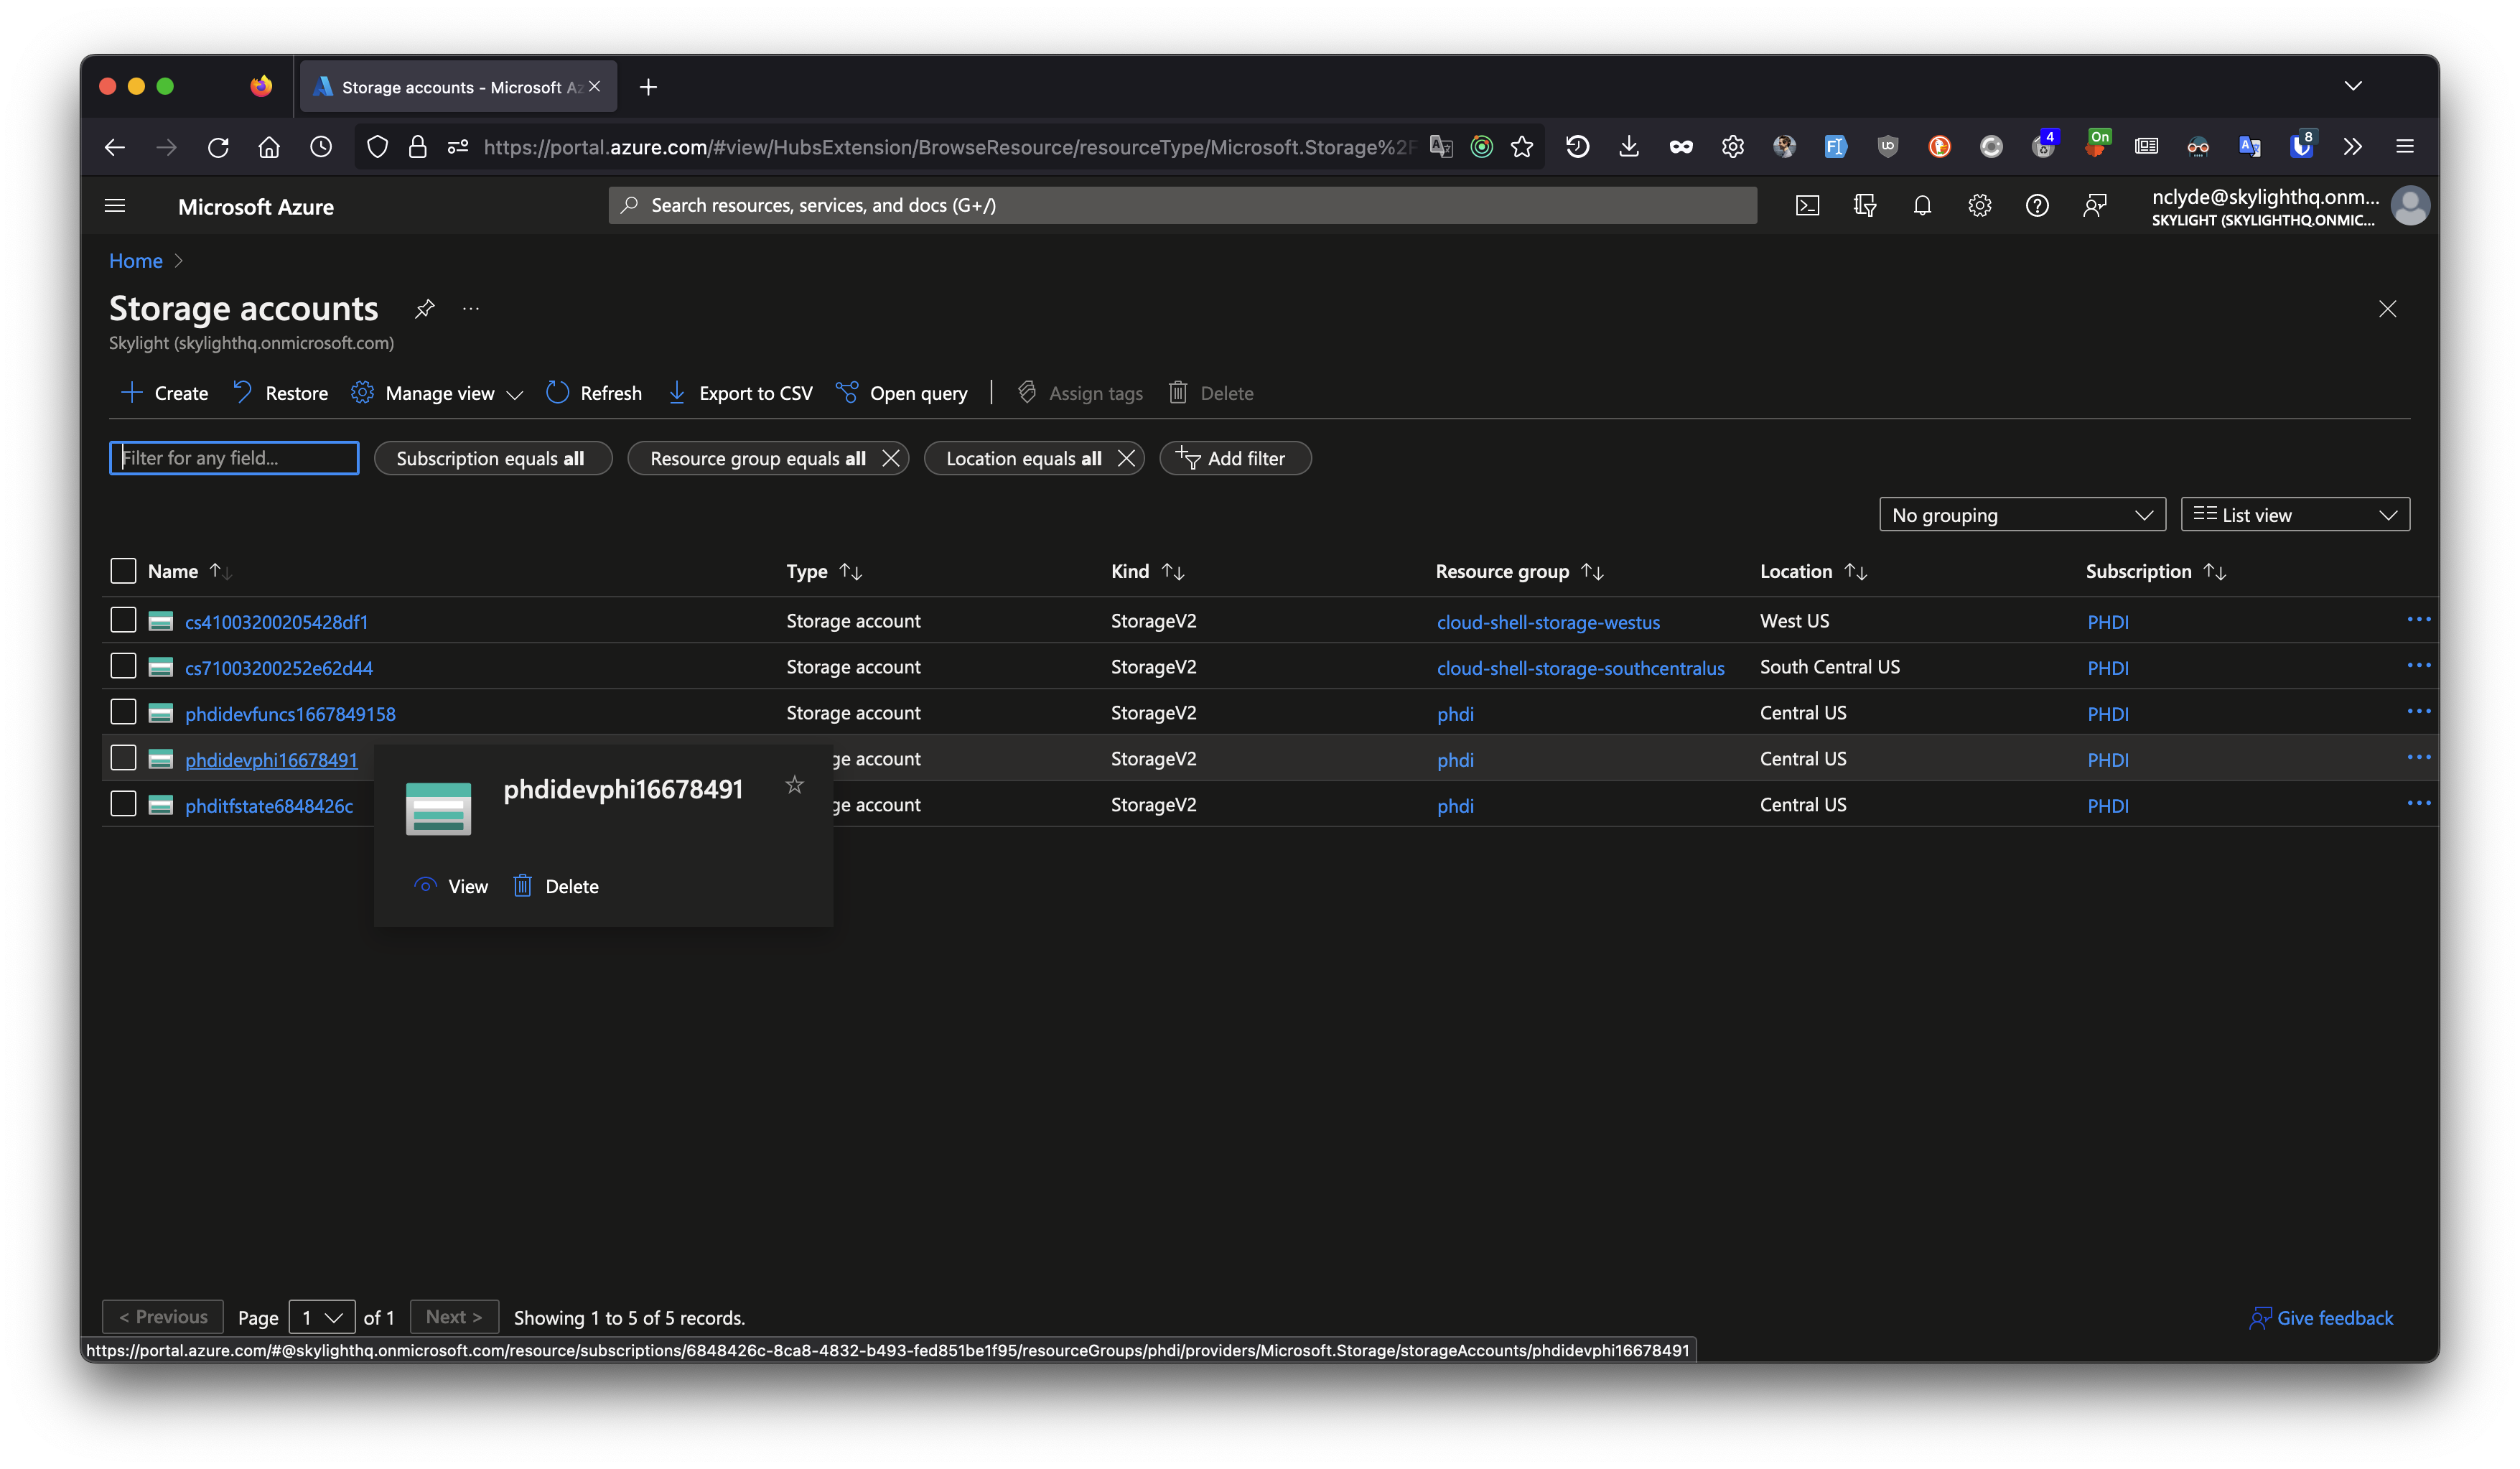 Storage accounts - Microsoft Az
https://portal.azure.com/#view/HubsExtension/BrowseResource/resourceType/Microsoft.Storage%2F
4
On
8
Microsoft Azure
Search resources, services, and docs (G+/)
nclyde@skylighthq.onm...
SKYLIGHT (SKYLIGHTHQ.ONMIC...
Home
Storage accounts
Skylight (skylighthq.onmicrosoft.com)
Create Restore Manage view Refresh Export to CSV Open query Assign tags Delete
Filter for any field... Subscription equals all Resource group equals all Location equals all Add filter
No grouping List view
Name Type Kind Resource group Location Subscription
cs41003200205428df1 Storage account StorageV2 cloud-shell-storage-westus West US PHDI
cs71003200252e62d44 Storage account StorageV2 cloud-shell-storage-southcentralus South Central US PHDI
phdidevfuncs1667849158 Storage account StorageV2 phdi Central US PHDI
phdidevphi16678491 ge account StorageV2 phdi Central US PHDI
phditfstate6848426c ge account StorageV2 phdi Central US PHDI
phdidevphi16678491
View Delete
< Previous Page 1 of 1 Next > Showing 1 to 5 of 5 records. Give feedback
https://portal.azure.com/#@skylighthq.onmicrosoft.com/resource/subscriptions/6848426c-8ca8-4832-b493-fed851be1f95/resourceGroups/phdi/providers/Microsoft.Storage/storageAccounts/phdidevphi16678491